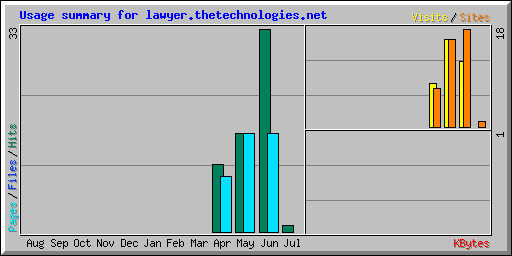 Usage summary for lawyer.thetechnologies.net
Visits/Sites
33
18
1
Pages/Files/Hits
Aug Sep Oct Nov Dec Jan Feb Mar Apr May Jun Jul
KBytes